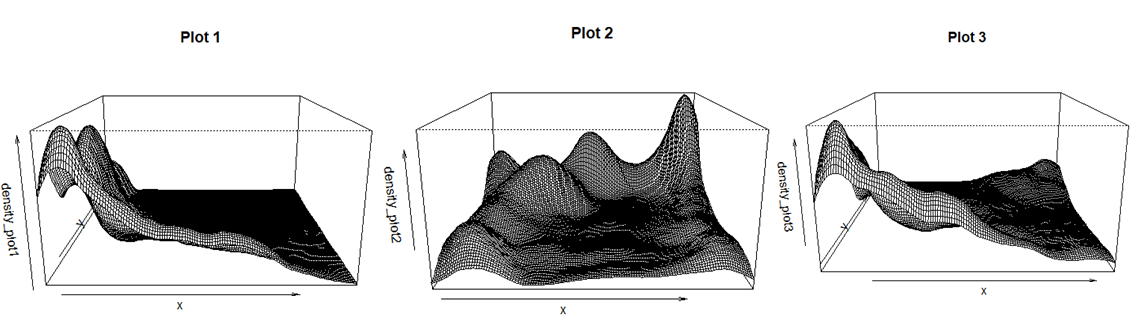 Plot 1
density_plot1
Y
X
Plot 2
density_plot2
X
Plot 3
density_plot3
Y
X